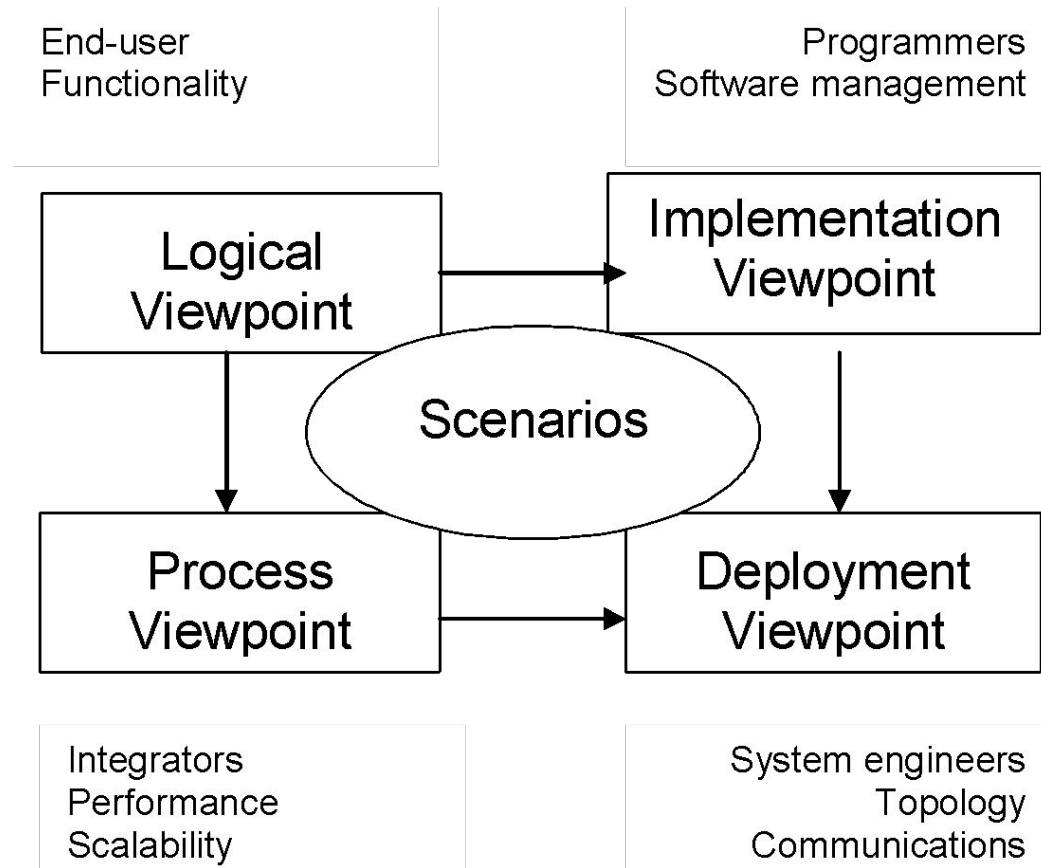 End-user
Functionality
Programmers
Software management
Logical
Viewpoint
Implementation
Viewpoint
Scenarios
Process
Viewpoint
Deployment
Viewpoint
Integrators
Performance
Scalability
System engineers
Topology
Communications